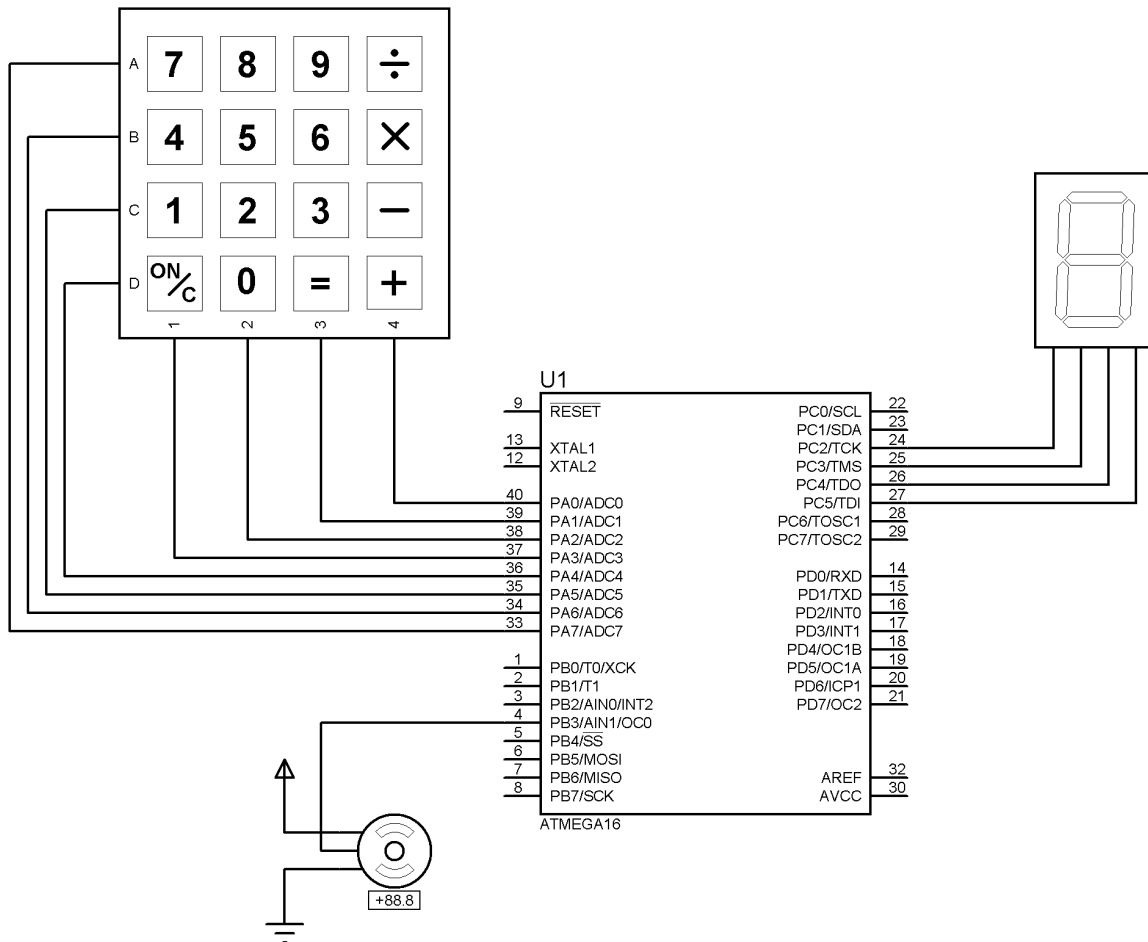 A 7 8 9 ÷
B 4 5 6 ×
C 1 2 3 −
D ON/C 0 = +
1 2 3 4
U1
9 RESET
13 XTAL1
12 XTAL2
40 PA0/ADC0
39 PA1/ADC1
38 PA2/ADC2
37 PA3/ADC3
36 PA4/ADC4
35 PA5/ADC5
34 PA6/ADC6
33 PA7/ADC7
1 PB0/T0/XCK
2 PB1/T1
3 PB2/AIN0/INT2
4 PB3/AIN1/OC0
5 PB4/SS
6 PB5/MOSI
7 PB6/MISO
8 PB7/SCK
PC0/SCL 22
PC1/SDA 23
PC2/TCK 24
PC3/TMS 25
PC4/TDO 26
PC5/TDI 27
PC6/TOSC1 28
PC7/TOSC2 29
PD0/RXD 14
PD1/TXD 15
PD2/INT0 16
PD3/INT1 17
PD4/OC1B 18
PD5/OC1A 19
PD6/ICP1 20
PD7/OC2 21
AREF 32
AVCC 30
ATMEGA16
+88.8